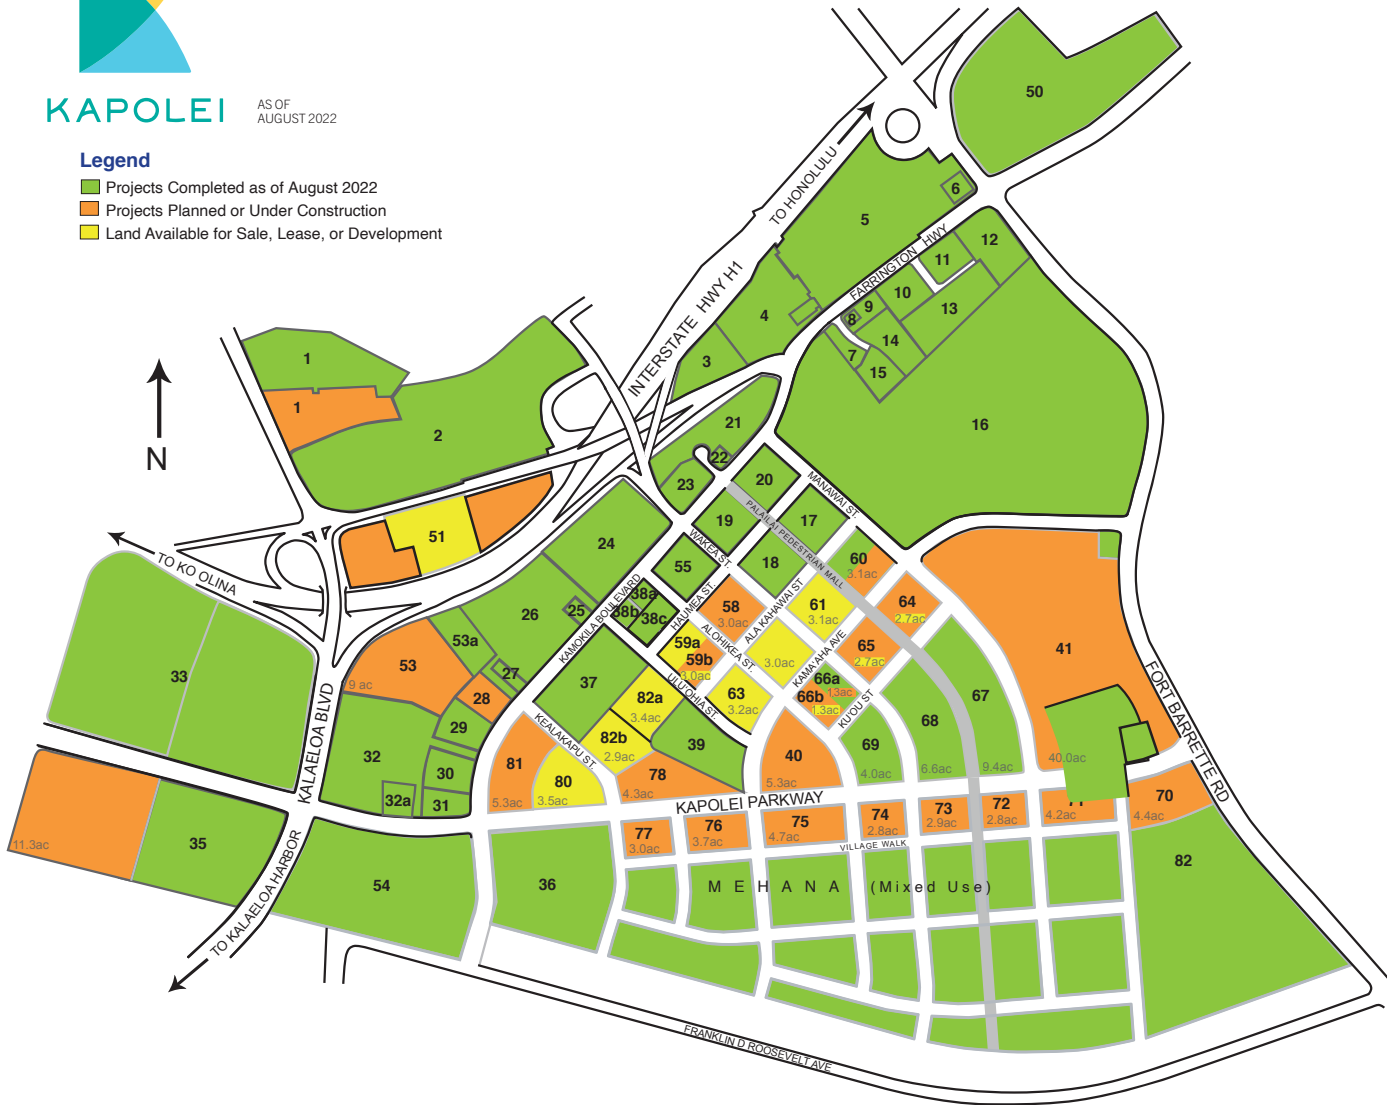 KAPOLEI
AS OF
AUGUST 2022
Legend
Projects Completed as of August 2022
Projects Planned or Under Construction
Land Available for Sale, Lease, or Development
N
50
TO HONOLULU
6
5
FARRINGTON HWY
12
11
INTERSTATE HWY H1
10
9
8
13
4
14
7
15
3
1
1
2
16
21
22
23
20
MANAWAI ST.
PALAILAI PEDESTRIAN MALL
19
17
51
24
WAKEA ST.
18
60
3.1ac
55
TO KO OLINA
KAMOKILA BOULEVARD
38a
38b
38c
HAUMEA ST.
58
3.0ac
ALA KAHAWAI ST
61
3.1ac
64
2.7ac
26
25
53a
53
9 ac
27
28
29
59a
59b
3.0ac
ALOHIKEA ST.
3.0ac
KAMA'AHA AVE
65
2.7ac
41
40.0ac
33
KALAELOA BLVD
37
82a
3.4ac
ULU'OHIA ST.
63
3.2ac
66a
1.3ac
66b
1.3ac
KU'OU ST
67
9.4ac
68
6.6ac
FORT BARRETTE RD
32
KEALAKAPU ST.
82b
2.9ac
39
69
4.0ac
40
5.3ac
81
5.3ac
80
3.5ac
78
4.3ac
30
31
32a
KAPOLEI PARKWAY
70
4.4ac
71
4.2ac
72
2.8ac
73
2.9ac
74
2.8ac
75
4.7ac
76
3.7ac
77
3.0ac
VILLAGE WALK
11.3ac
35
TO KALAELOA HARBOR
54
36
MEHANA (Mixed Use)
82
FRANKLIN D ROOSEVELT AVE